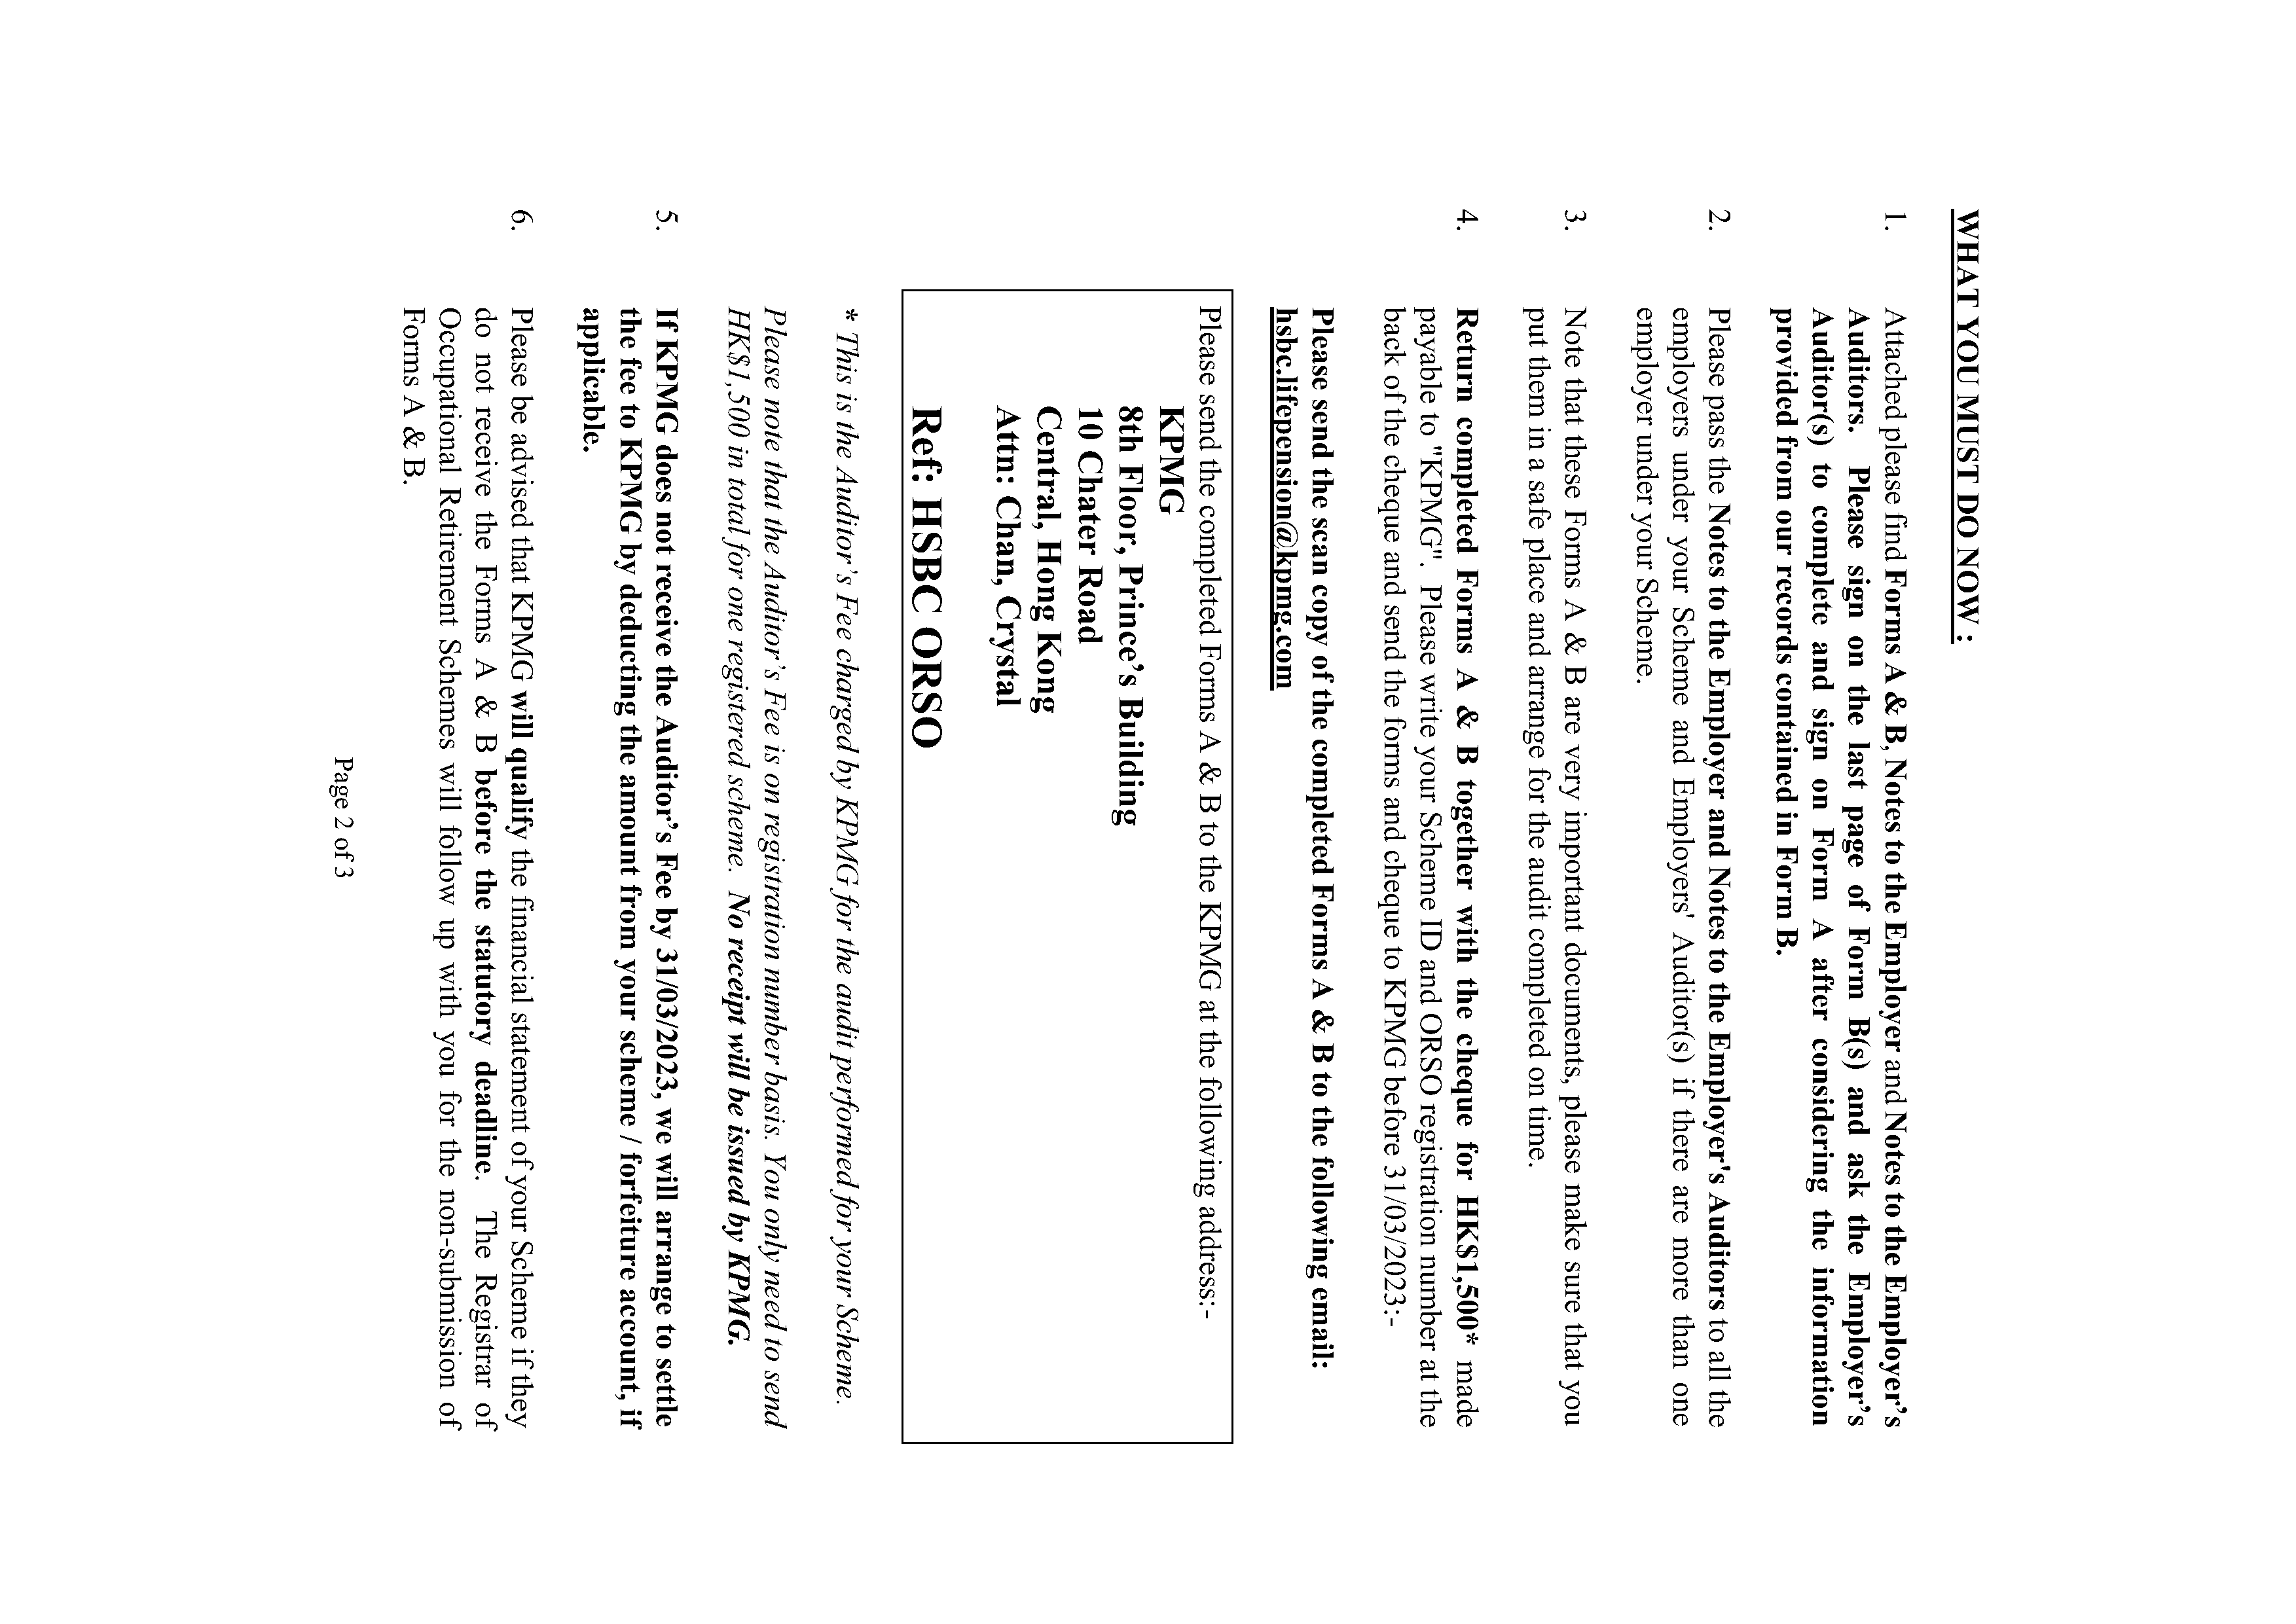 WHAT YOU MUST DO NOW :
1. Attached please find Forms A & B, Notes to the Employer and Notes to the Employer’s
Auditors. Please sign on the last page of Form B(s) and ask the Employer’s
Auditor(s) to complete and sign on Form A after considering the information
provided from our records contained in Form B.
2. Please pass the Notes to the Employer and Notes to the Employer's Auditors to all the
employers under your Scheme and Employers' Auditor(s) if there are more than one
employer under your Scheme.
3. Note that these Forms A & B are very important documents, please make sure that you
put them in a safe place and arrange for the audit completed on time.
4. Return completed Forms A & B together with the cheque for HK$1,500* made
payable to "KPMG". Please write your Scheme ID and ORSO registration number at the
back of the cheque and send the forms and cheque to KPMG before 31/03/2023:-
Please send the scan copy of the completed Forms A & B to the following email:
hsbc.lifepension@kpmg.com
Please send the completed Forms A & B to the KPMG at the following address:-
KPMG
8th Floor, Prince’s Building
10 Chater Road
Central, Hong Kong
Attn: Chan, Crystal
Ref: HSBC ORSO
* This is the Auditor’s Fee charged by KPMG for the audit performed for your Scheme.
Please note that the Auditor’s Fee is on registration number basis. You only need to send
HK$1,500 in total for one registered scheme. No receipt will be issued by KPMG.
5. If KPMG does not receive the Auditor’s Fee by 31/03/2023, we will arrange to settle
the fee to KPMG by deducting the amount from your scheme / forfeiture account, if
applicable.
6. Please be advised that KPMG will qualify the financial statement of your Scheme if they
do not receive the Forms A & B before the statutory deadline. The Registrar of
Occupational Retirement Schemes will follow up with you for the non-submission of
Forms A & B.
Page 2 of 3